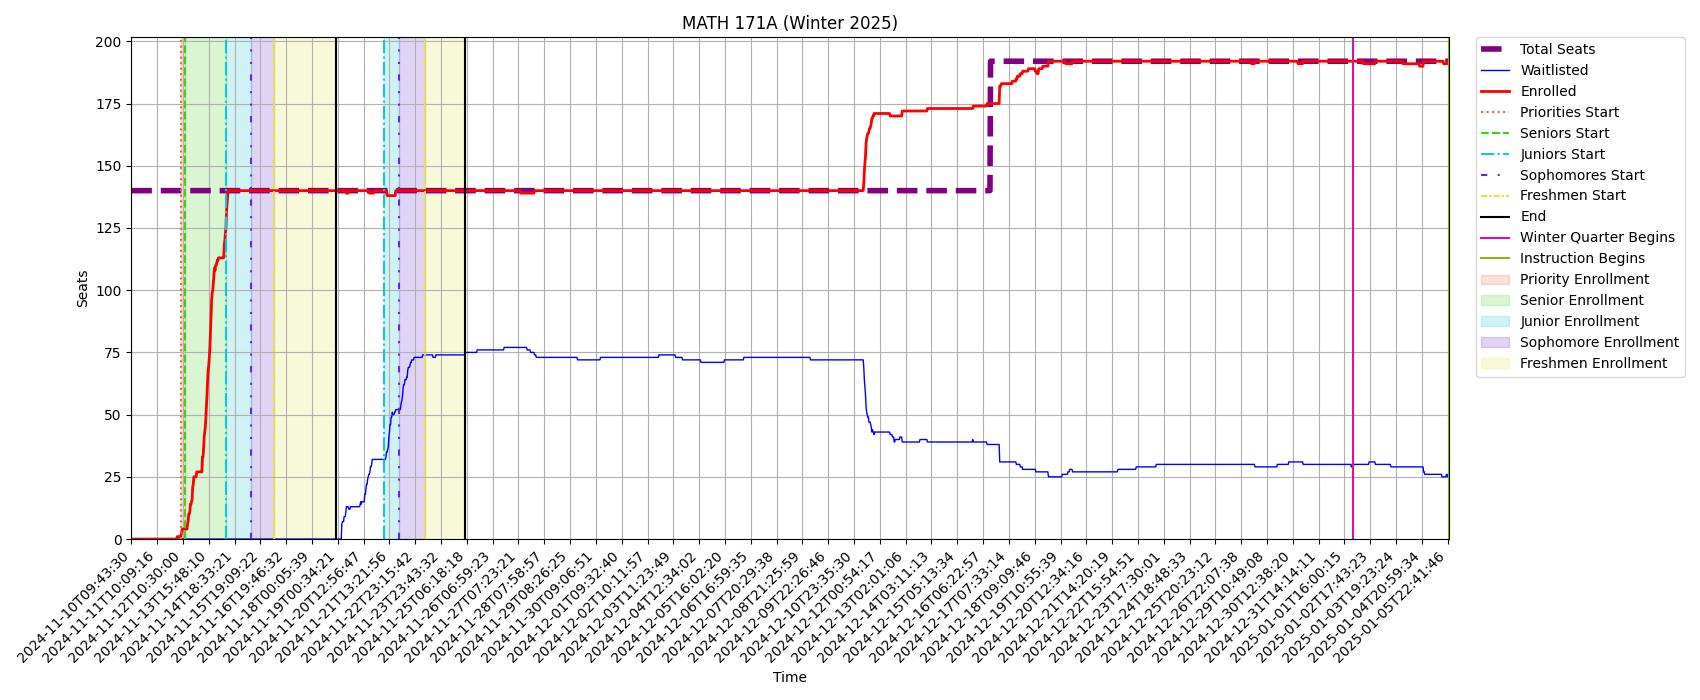 MATH 171A (Winter 2025)
Seats
200
175
150
125
100
75
50
25
0
2024-11-10T09:43:30
2024-11-11T10:09:16
2024-11-12T10:30:00
2024-11-13T15:48:10
2024-11-14T18:33:21
2024-11-15T19:09:22
2024-11-16T19:46:32
2024-11-18T00:05:39
2024-11-19T00:34:21
2024-11-20T12:56:47
2024-11-21T13:21:56
2024-11-22T23:15:42
2024-11-23T23:43:32
2024-11-25T06:18:18
2024-11-26T06:59:23
2024-11-27T07:23:21
2024-11-28T07:58:57
2024-11-29T08:26:25
2024-11-30T09:06:51
2024-12-01T09:32:40
2024-12-02T10:11:57
2024-12-03T11:23:49
2024-12-04T12:34:02
2024-12-05T16:02:20
2024-12-06T16:59:35
2024-12-07T20:29:38
2024-12-08T21:25:59
2024-12-09T22:26:46
2024-12-10T23:35:30
2024-12-12T00:54:17
2024-12-13T02:01:06
2024-12-14T03:11:13
2024-12-15T05:13:34
2024-12-16T06:22:57
2024-12-17T07:33:14
2024-12-18T09:09:46
2024-12-19T10:55:39
2024-12-20T12:34:16
2024-12-21T14:20:19
2024-12-22T15:54:51
2024-12-23T17:30:01
2024-12-24T18:48:33
2024-12-25T20:23:12
2024-12-26T22:07:38
2024-12-29T10:49:08
2024-12-30T12:38:20
2024-12-31T14:14:11
2025-01-01T16:00:15
2025-01-02T17:43:23
2025-01-03T19:23:24
2025-01-04T20:59:34
2025-01-05T22:41:46
Time
Total Seats
Waitlisted
Enrolled
Priorities Start
Seniors Start
Juniors Start
Sophomores Start
Freshmen Start
End
Winter Quarter Begins
Instruction Begins
Priority Enrollment
Senior Enrollment
Junior Enrollment
Sophomore Enrollment
Freshmen Enrollment